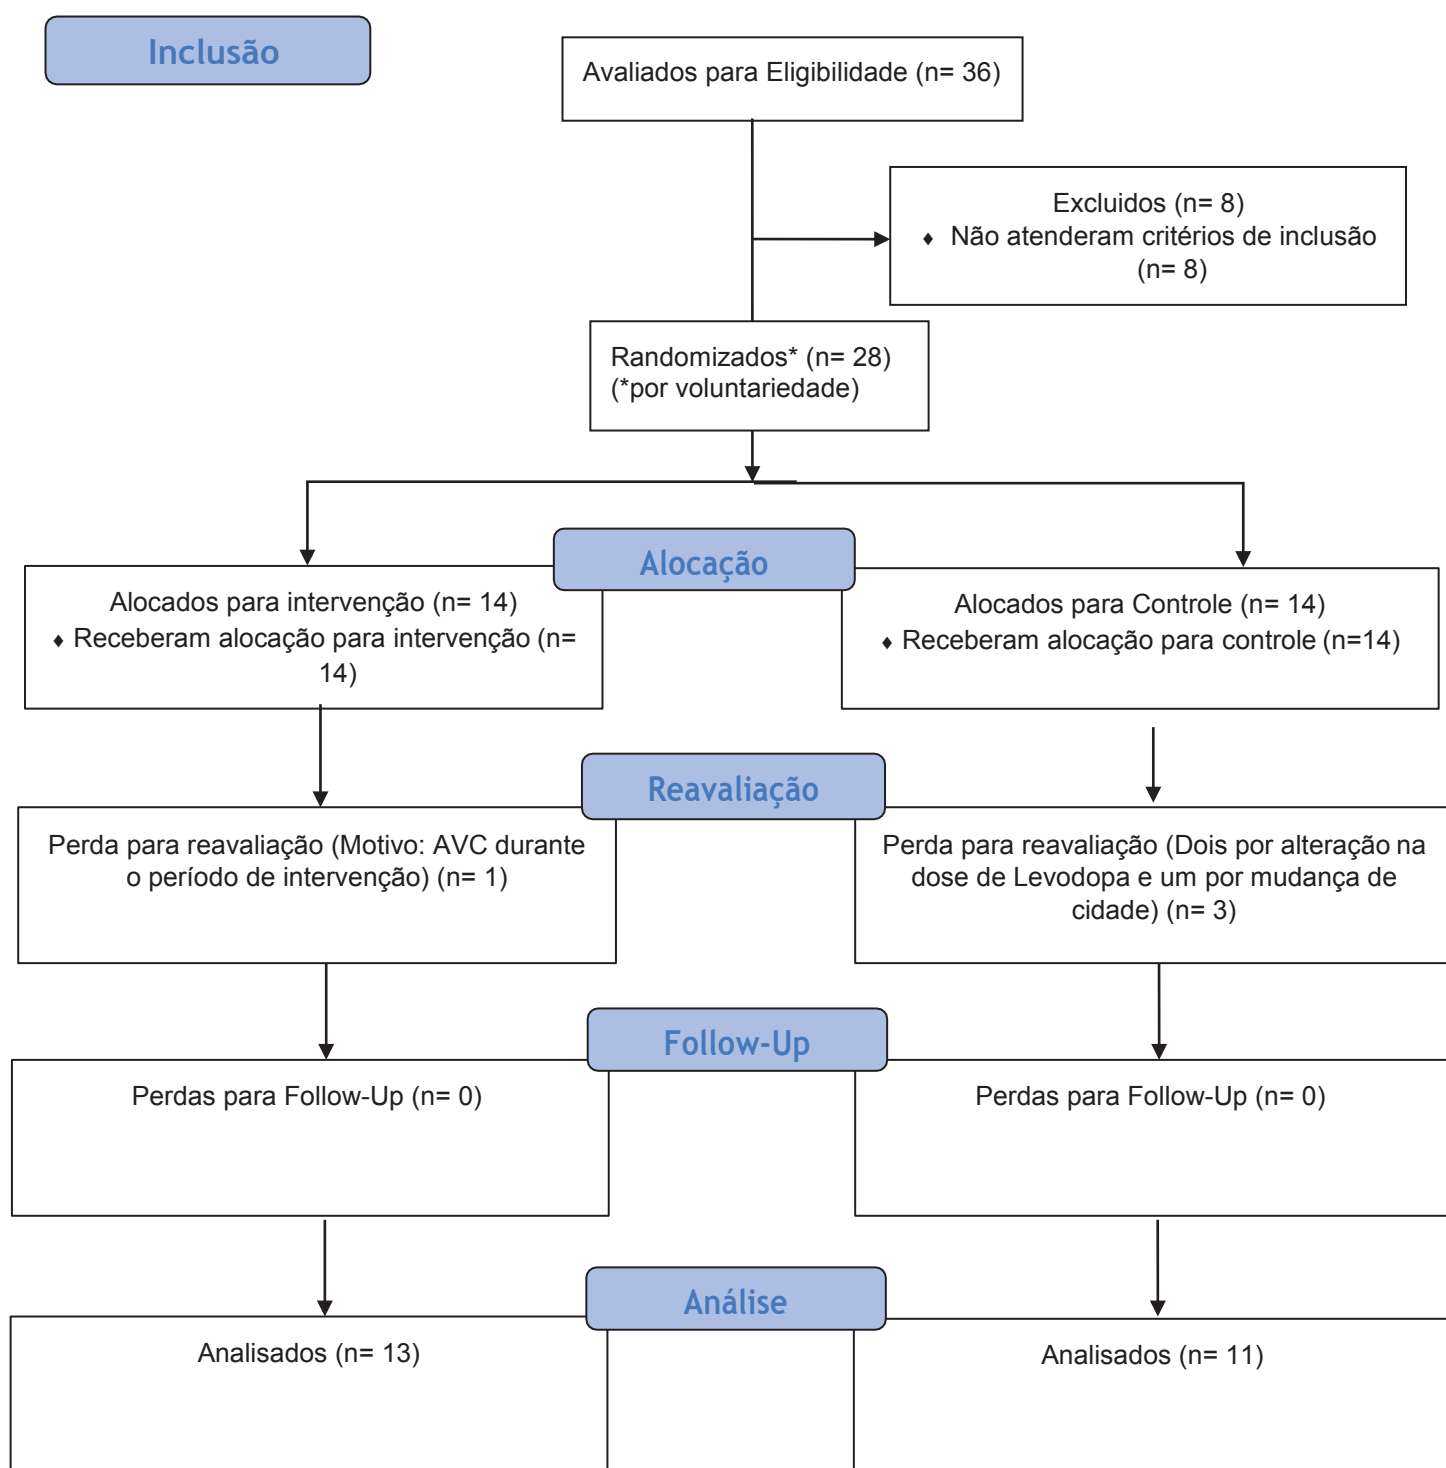 Inclusão
Avaliados para Eligibilidade (n= 36)
Excluidos (n= 8)
♦ Não atenderam critérios de inclusão
(n= 8)
Randomizados* (n= 28)
(*por voluntariedade)
Alocação
Alocados para intervenção (n= 14)
♦ Receberam alocação para intervenção (n=
14)
Alocados para Controle (n= 14)
♦ Receberam alocação para controle (n=14)
Reavaliação
Perda para reavaliação (Motivo: AVC durante
o período de intervenção) (n= 1)
Perda para reavaliação (Dois por alteração na
dose de Levodopa e um por mudança de
cidade) (n= 3)
Follow-Up
Perdas para Follow-Up (n= 0)
Perdas para Follow-Up (n= 0)
Análise
Analisados (n= 13)
Analisados (n= 11)